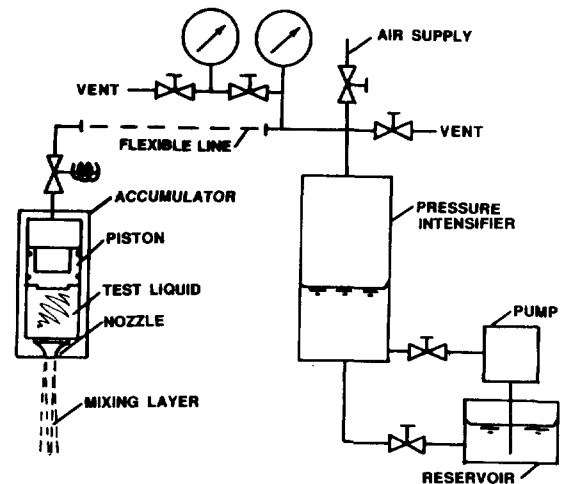 AIR SUPPLY
VENT
VENT
FLEXIBLE LINE
ACCUMULATOR
PISTON
PRESSURE
INTENSIFIER
TEST LIQUID
NOZZLE
PUMP
MIXING LAYER
RESERVOIR